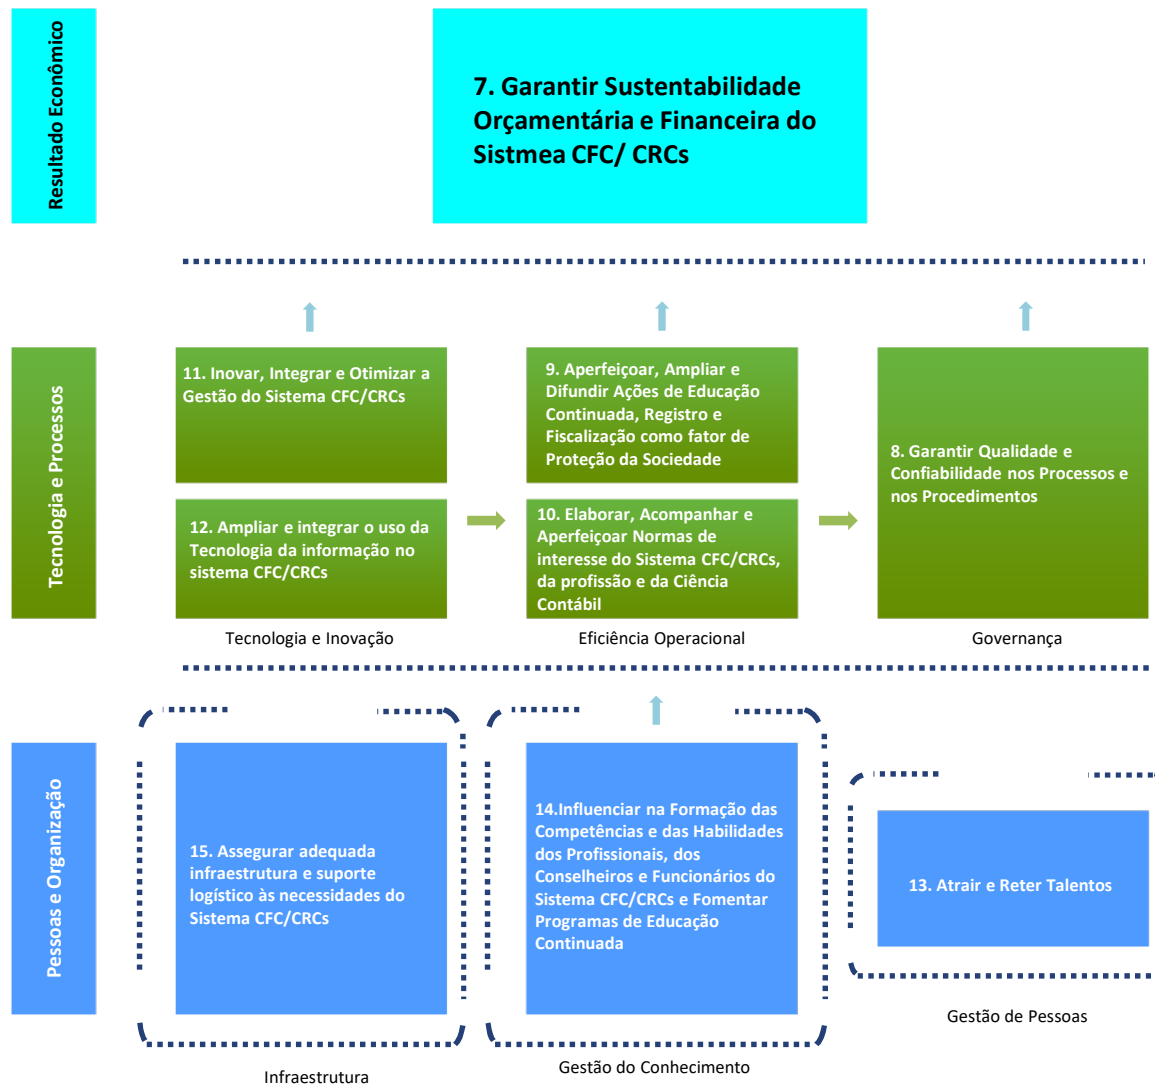 Resultado Econômico
7. Garantir Sustentabilidade
Orçamentária e Financeira do
Sistmea CFC/ CRCs
Tecnologia e Processos
11. Inovar, Integrar e Otimizar a
Gestão do Sistema CFC/CRCs
12. Ampliar e integrar o uso da
Tecnologia da informação no
sistema CFC/CRCs
Tecnologia e Inovação
9. Aperfeiçoar, Ampliar e
Difundir Ações de Educação
Continuada, Registro e
Fiscalização como fator de
Proteção da Sociedade
10. Elaborar, Acompanhar e
Aperfeiçoar Normas de
interesse do Sistema CFC/CRCs,
da profissão e da Ciência
Contábil
Eficiência Operacional
8. Garantir Qualidade e
Confiabilidade nos Processos e
nos Procedimentos
Governança
Pessoas e Organização
15. Assegurar adequada
infraestrutura e suporte
logístico às necessidades do
Sistema CFC/CRCs
Infraestrutura
14.Influenciar na Formação das
Competências e das Habilidades
dos Profissionais, dos
Conselheiros e Funcionários do
Sistema CFC/CRCs e Fomentar
Programas de Educação
Continuada
Gestão do Conhecimento
13. Atrair e Reter Talentos
Gestão de Pessoas